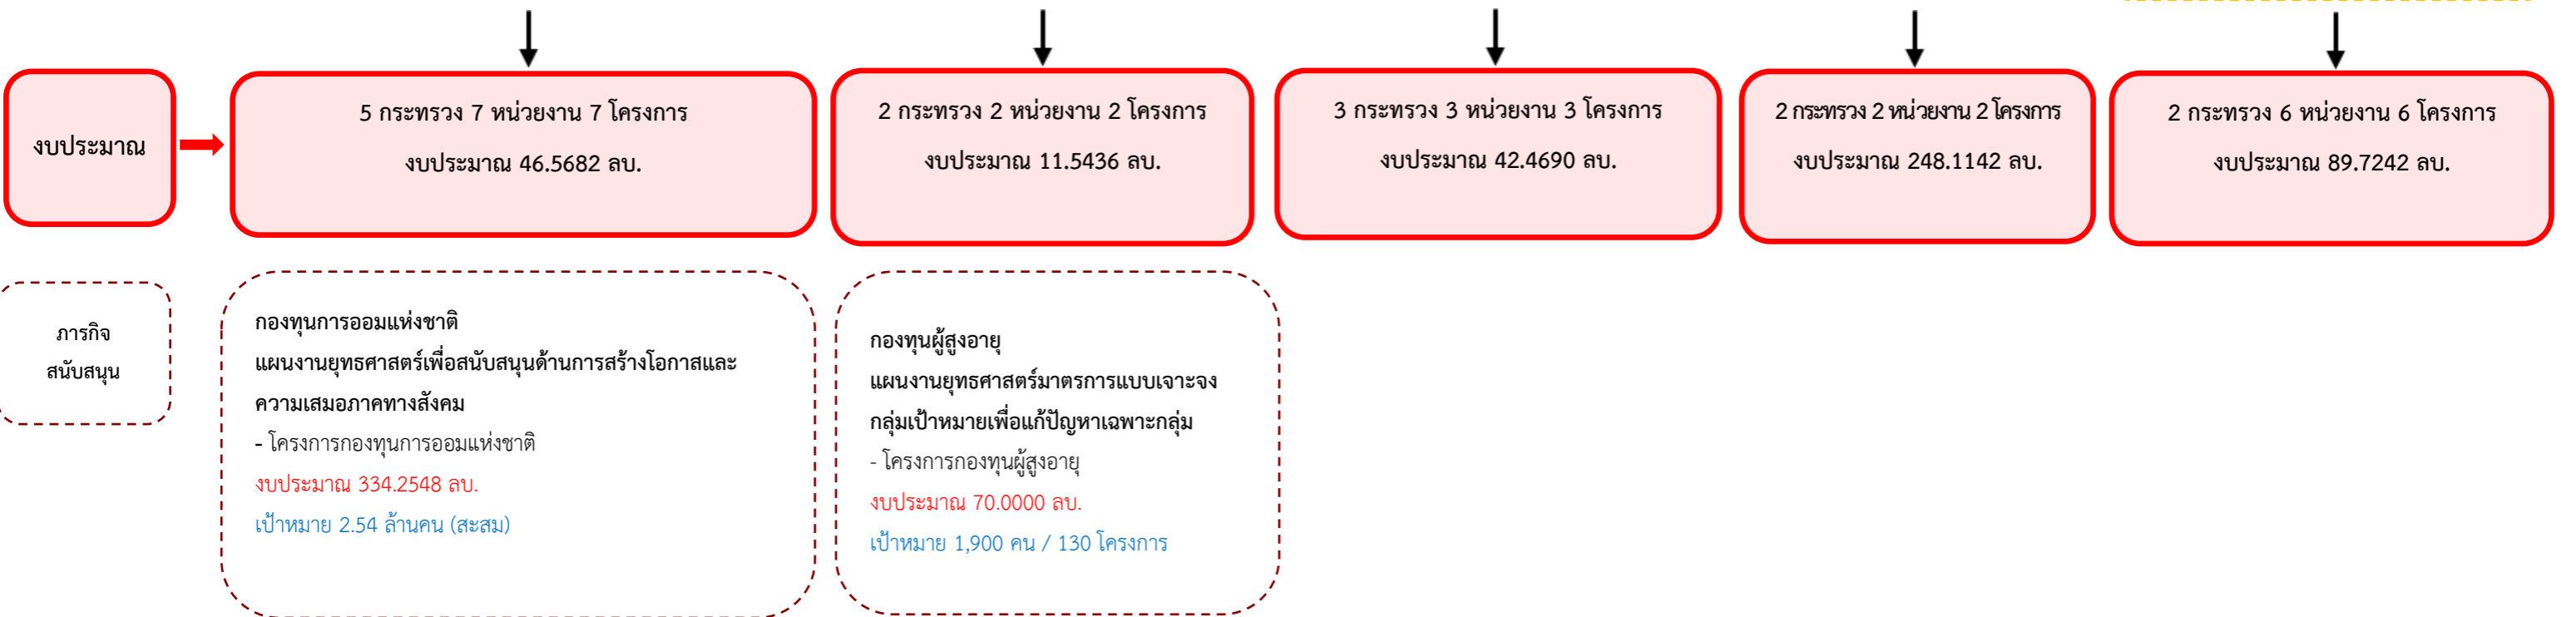 งบประมาณ
5 กระทรวง 7 หน่วยงาน 7 โครงการ
งบประมาณ 46.5682 ลบ.
2 กระทรวง 2 หน่วยงาน 2 โครงการ
งบประมาณ 11.5436 ลบ.
3 กระทรวง 3 หน่วยงาน 3 โครงการ
งบประมาณ 42.4690 ลบ.
2 กระทรวง 2 หน่วยงาน 2 โครงการ
งบประมาณ 248.1142 ลบ.
2 กระทรวง 6 หน่วยงาน 6 โครงการ
งบประมาณ 89.7242 ลบ.
ภารกิจ
สนับสนุน
กองทุนการออมแห่งชาติ
แผนงานยุทธศาสตร์เพื่อสนับสนุนด้านการสร้างโอกาสและ
ความเสมอภาคทางสังคม
- โครงการกองทุนการออมแห่งชาติ
งบประมาณ 334.2548 ลบ.
เป้าหมาย 2.54 ล้านคน (สะสม)
กองทุนผู้สูงอายุ
แผนงานยุทธศาสตร์มาตรการแบบเจาะจง
กลุ่มเป้าหมายเพื่อแก้ปัญหาเฉพาะกลุ่ม
- โครงการกองทุนผู้สูงอายุ
งบประมาณ 70.0000 ลบ.
เป้าหมาย 1,900 คน / 130 โครงการ